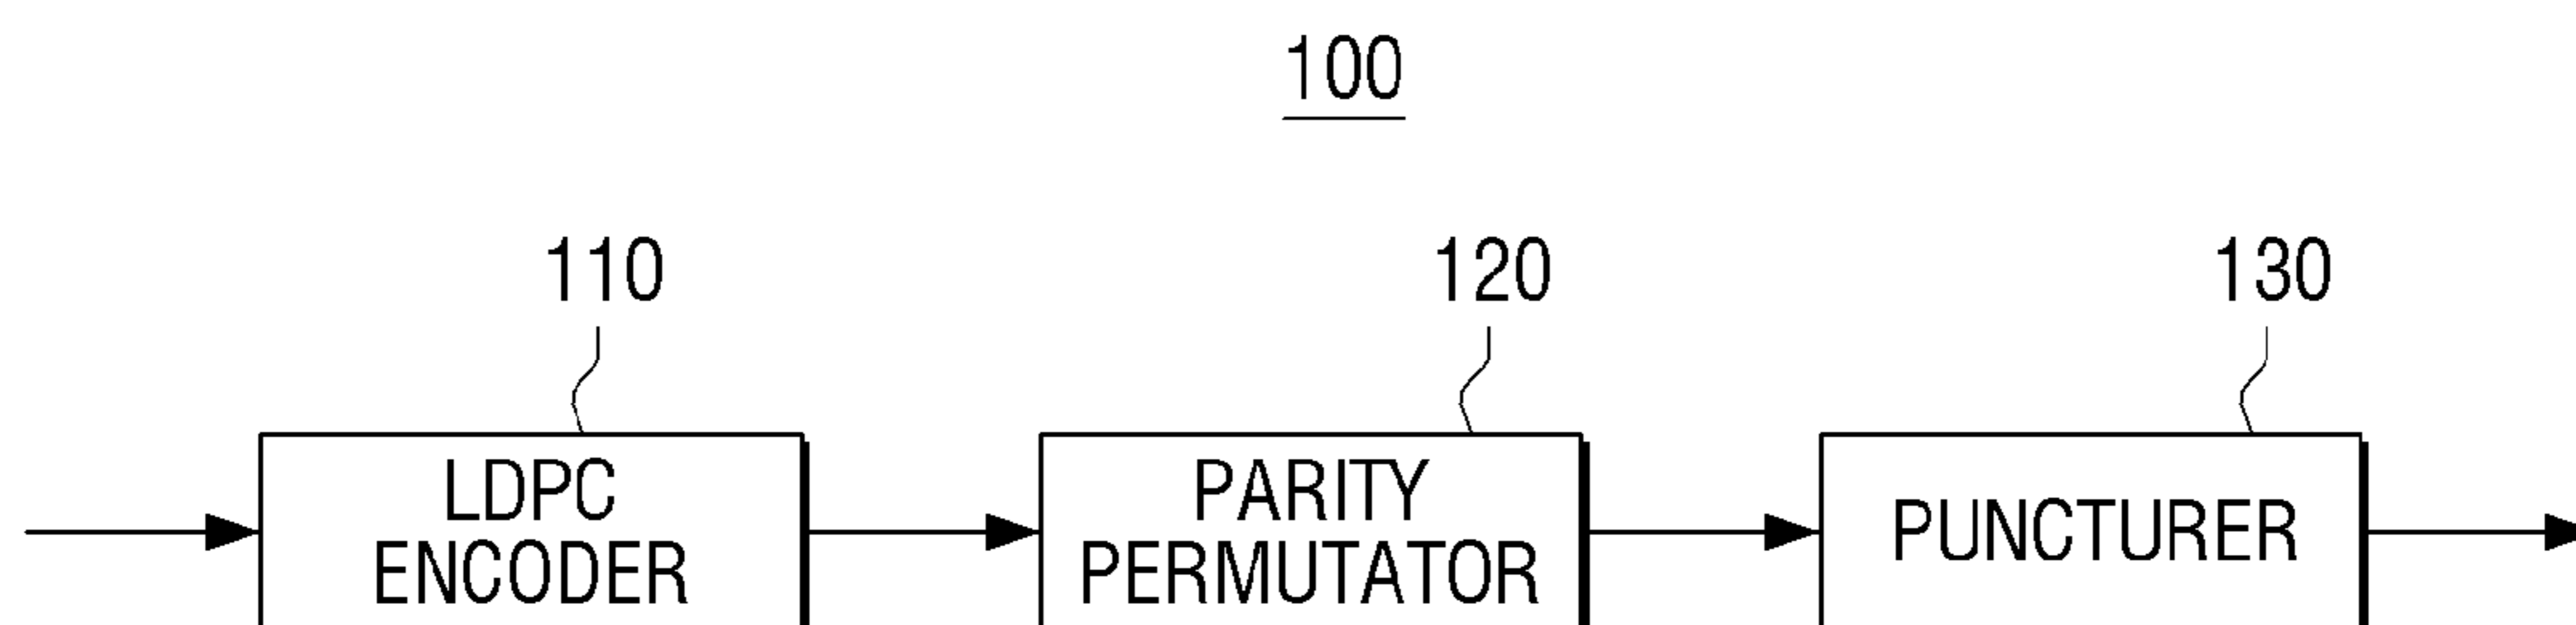 100
110
120
130
LDPC
ENCODER
PARITY
PERMUTATOR
PUNCTURER